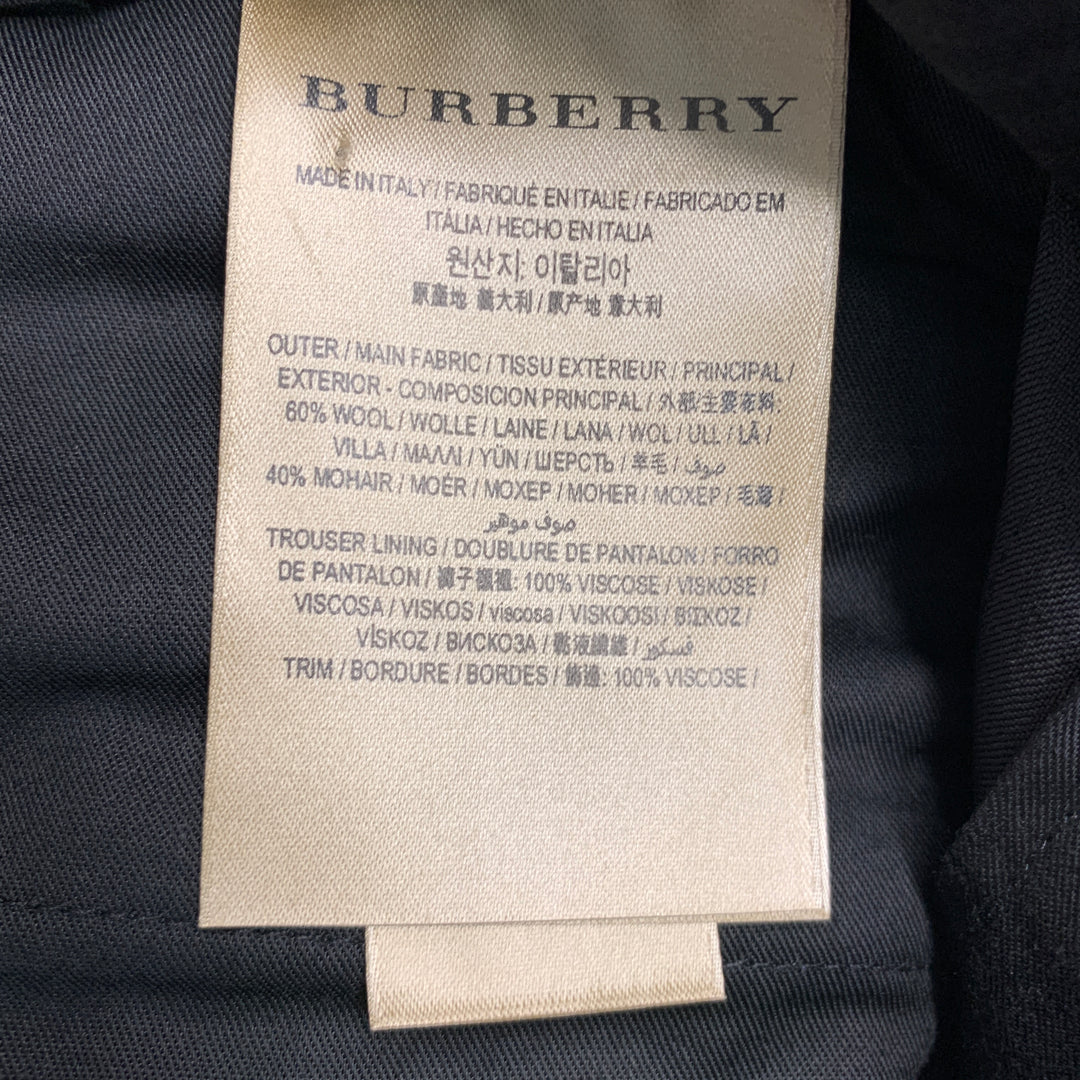 BURBERRY
MADE IN ITALY / FABRIQUÉ EN ITALIE / FABRICADO EM
ITÁLIA / HECHO EN ITALIA
원산지: 이탈리아
原產地 義大利 / 原产地 意大利
OUTER / MAIN FABRIC / TISSU EXTÉRIEUR / PRINCIPAL /
EXTERIOR - COMPOSICION PRINCIPAL / 外部/主要布料:
60% WOOL / WOLLE / LAINE / LANA / WOL / ULL / LÃ /
VILLA / ΜΑΛΛΙ / YÜN / ШЕРСТЬ / 羊毛 / صوف
40% MOHAIR / MOÉR / MOXEP / MOHER / MOXEP / 毛海 /
صوف موهير
TROUSER LINING / DOUBLURE DE PANTALON / FORRO
DE PANTALON / 褲子襯裡: 100% VISCOSE / VISKOSE /
VISCOSA / VISKOS / viscosa / VISKOOSI / ΒΙΣΚΟΖ /
VİSKOZ / ВИСКОЗА / 黏液纖維 / فسكوز
TRIM / BORDURE / BORDES / 飾邊: 100% VISCOSE /